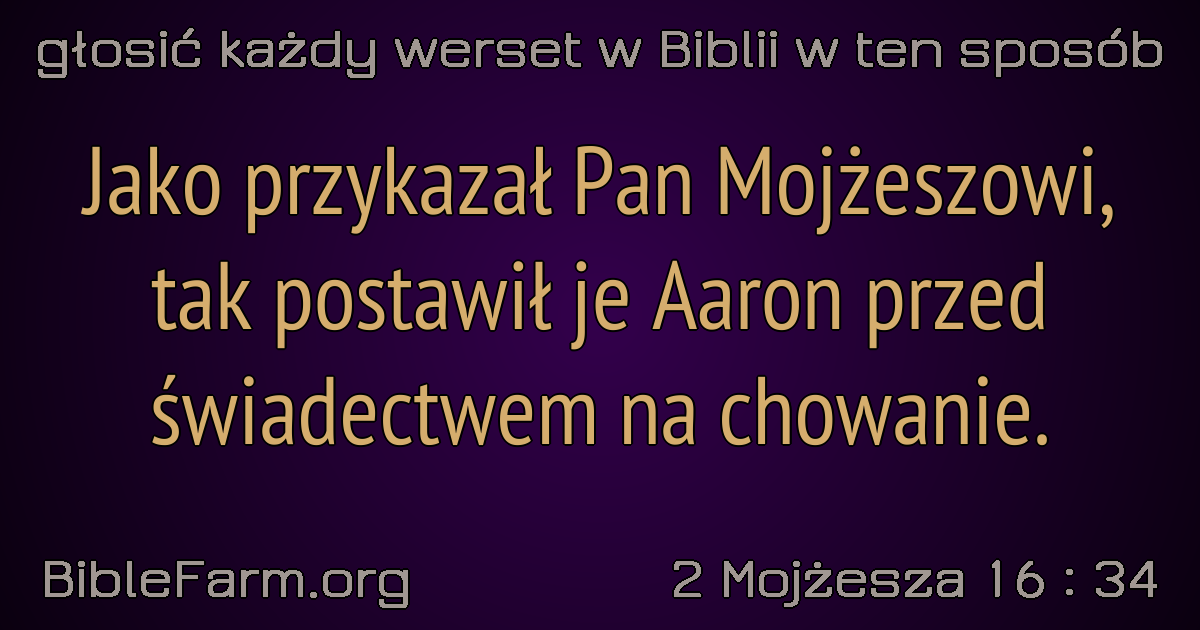 głosić każdy werset w Biblii w ten sposób
Jako przykazał Pan Mojżeszowi,
tak postawił je Aaron przed
świadectwem na chowanie.
BibleFarm.org
2 Mojżesza 16 : 34